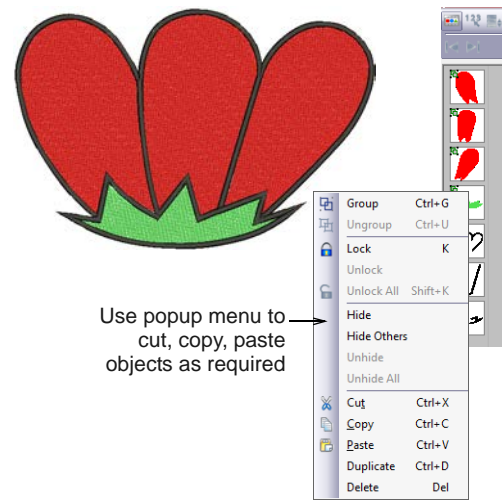 123
Group Ctrl+G
Ungroup Ctrl+U
Lock K
Unlock
Unlock All Shift+K
Hide
Hide Others
Unhide
Unhide All
Cut Ctrl+X
Copy Ctrl+C
Paste Ctrl+V
Duplicate Ctrl+D
Delete Del
Use popup menu to
cut, copy, paste
objects as required